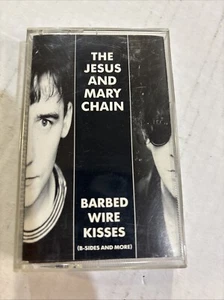 THE
JESUS
AND
MARY
CHAIN
BARBED
WIRE
KISSES
(B-SIDES AND MORE)